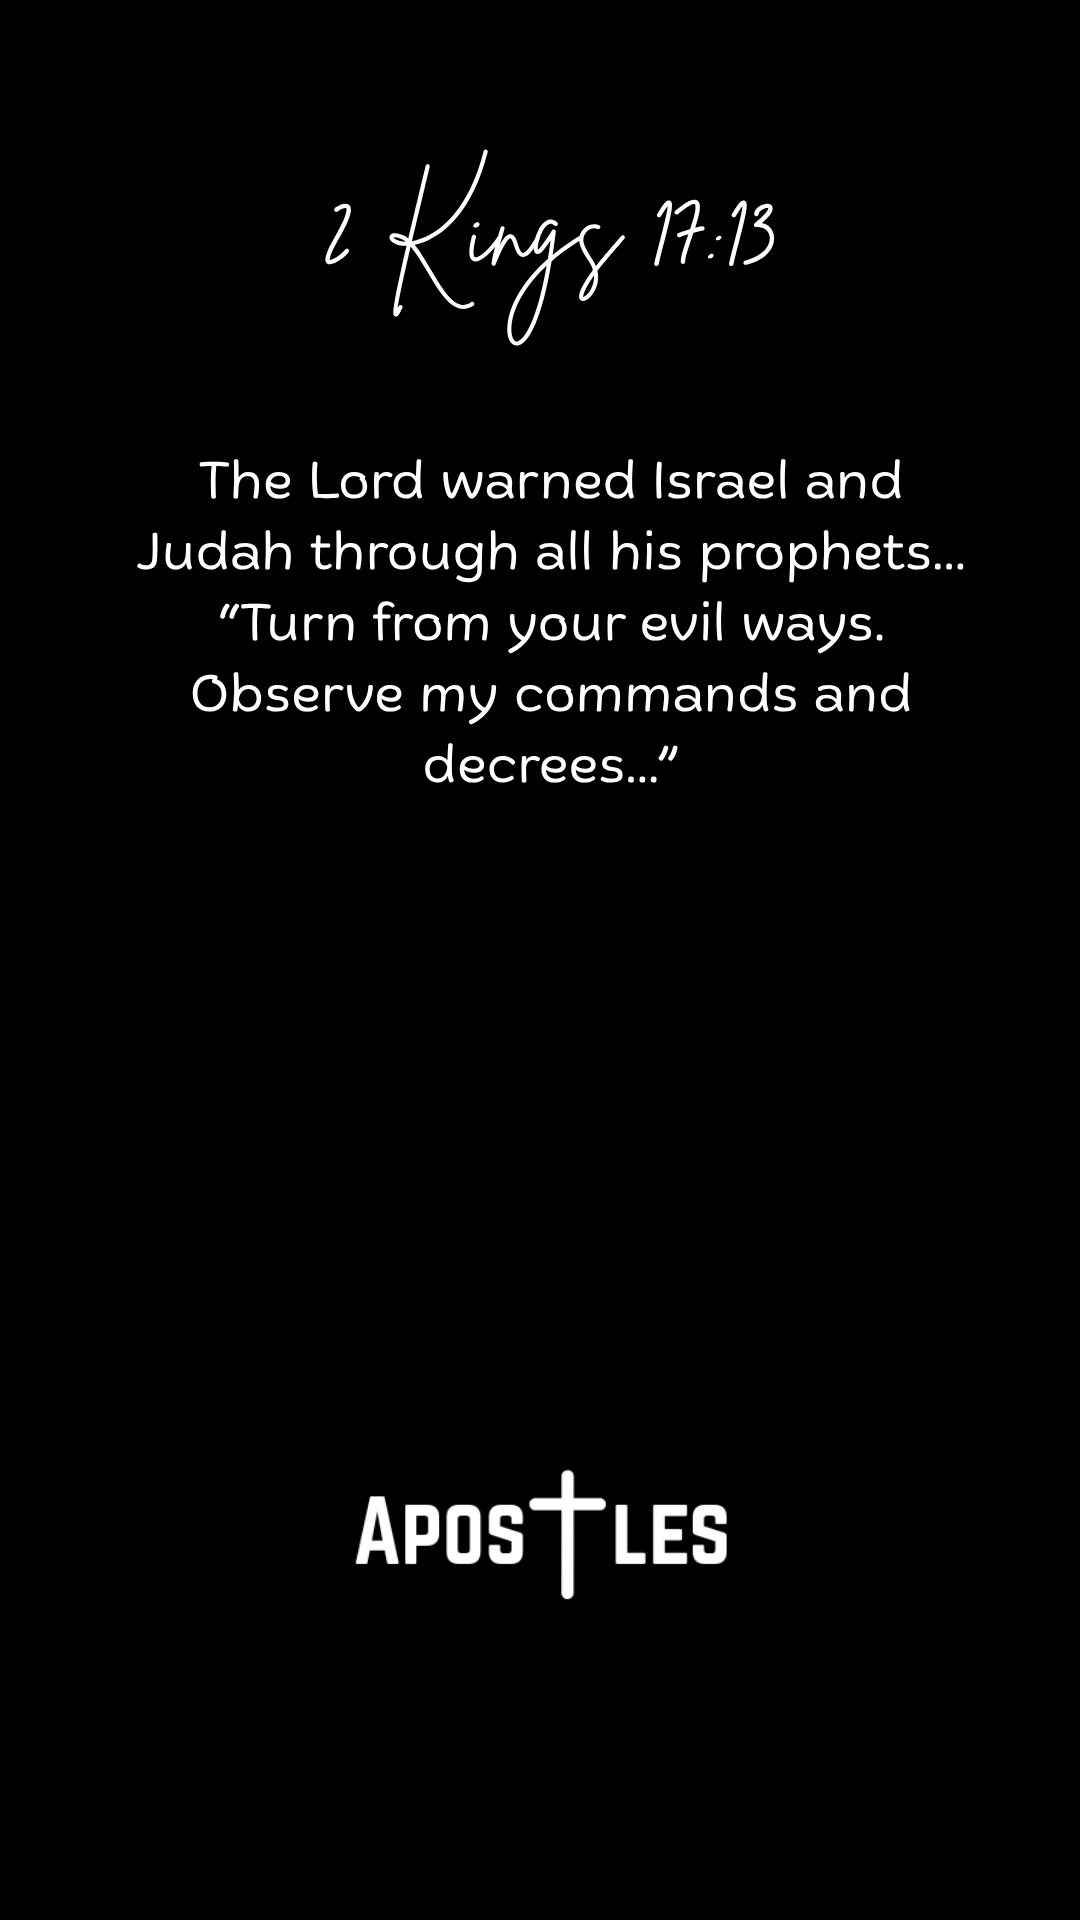 2 Kings 17:13
The Lord warned Israel and
Judah through all his prophets...
“Turn from your evil ways.
Observe my commands and
decrees...”
APOSTLES